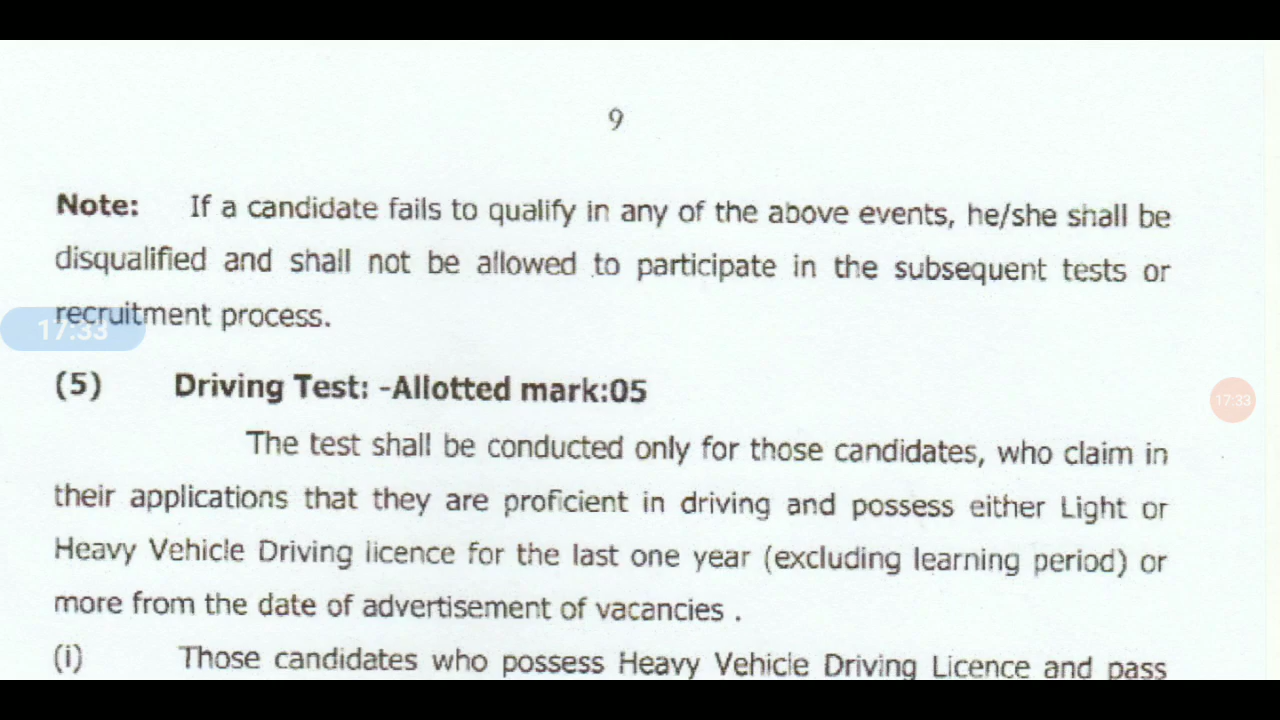 9
Note: If a candidate fails to qualify in any of the above events, he/she shall be
disqualified and shall not be allowed to participate in the subsequent tests or
recruitment process.
17:33
(5) Driving Test: -Allotted mark:05
17:33
The test shall be conducted only for those candidates, who claim in
their applications that they are proficient in driving and possess either Light or
Heavy Vehicle Driving licence for the last one year (excluding learning period) or
more from the date of advertisement of vacancies .
(i) Those candidates who possess Heavy Vehicle Driving Licence and pass